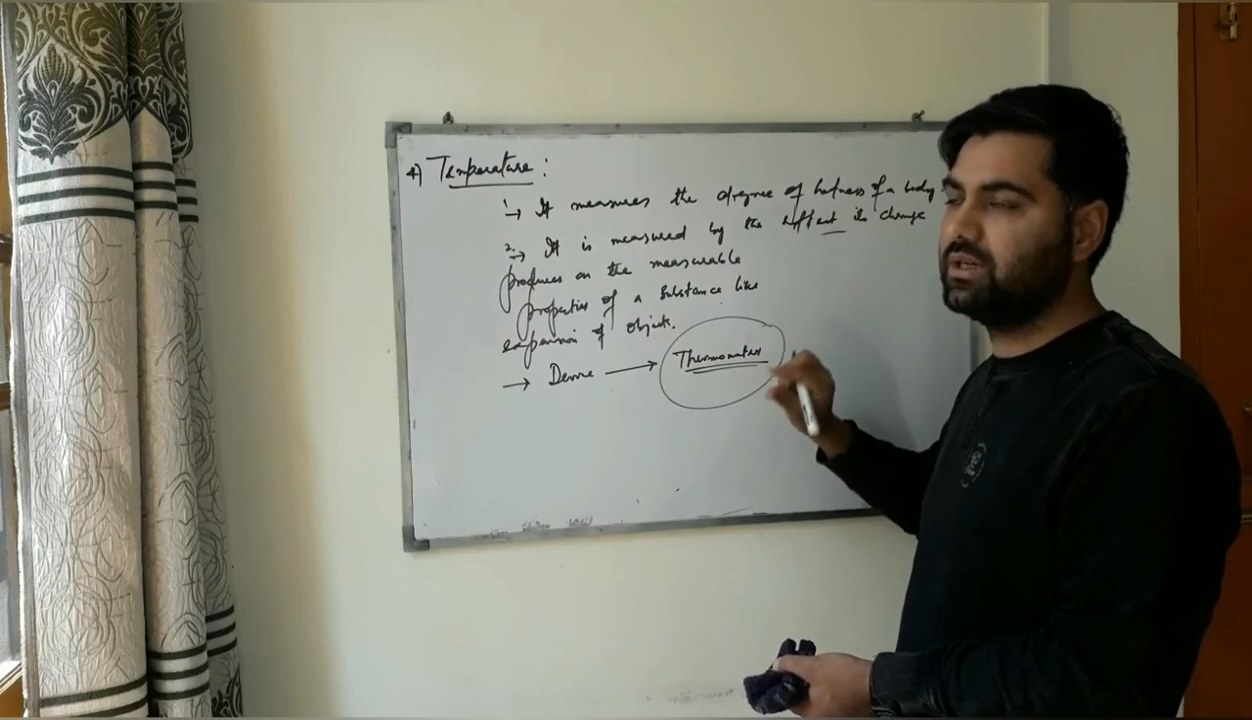 4) Temperature :
1. → It measures the degree of hotness of a body
2. → It is measured by the effect its change
produces on the measurable
properties of a substance like
expansion of objects.
→ Device → Thermometer